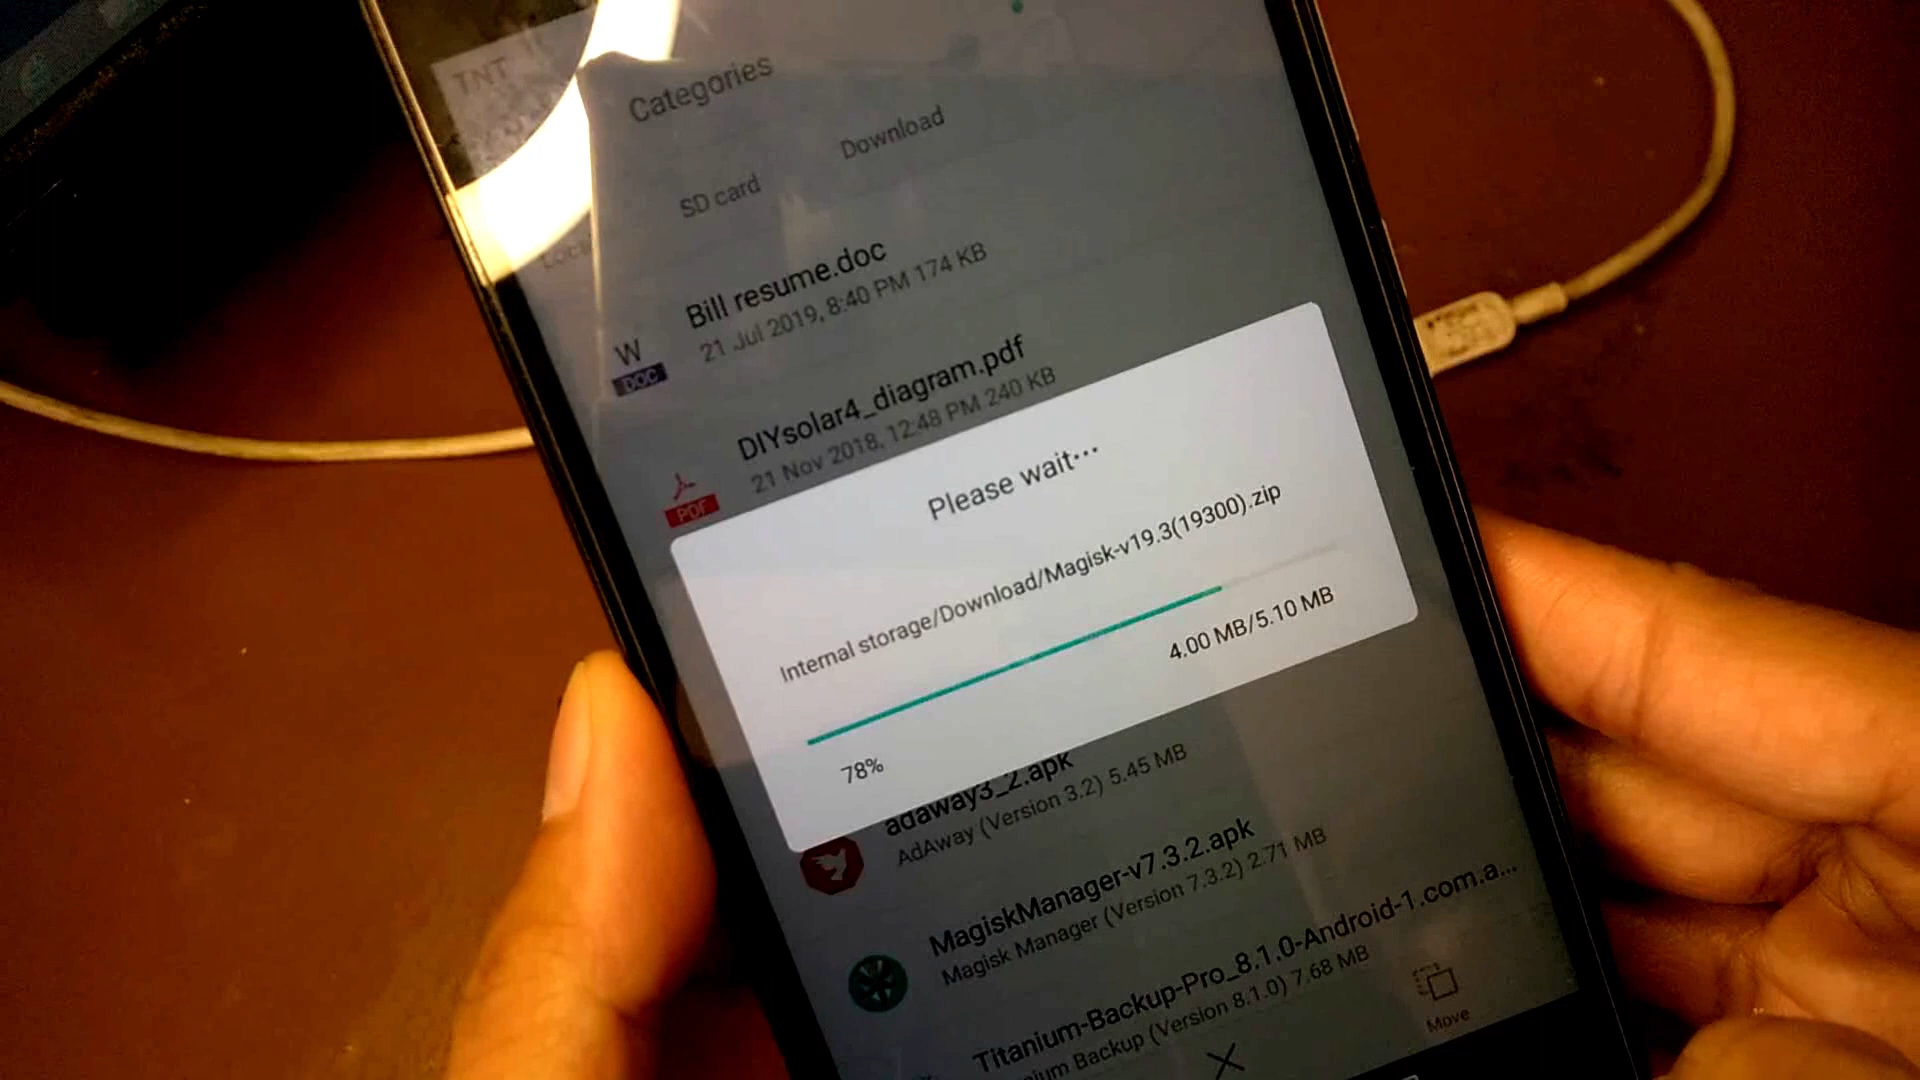 TNT
Categories
Download
SD card
Bill resume.doc
21 Jul 2019, 8:40 PM 174 KB
W
DOC
DIYsolar4_diagram.pdf
21 Nov 2018, 12:48 PM 240 KB
PDF
Please wait...
Internal storage/Download/Magisk-v19.3(19300).zip
4.00 MB/5.10 MB
78%
adaway3_2.apk
AdAway (Version 3.2) 5.45 MB
MagiskManager-v7.3.2.apk
Magisk Manager (Version 7.3.2) 2.71 MB
Titanium-Backup-Pro_8.1.0-Android-1.com.a...
nium Backup (Version 8.1.0) 7.68 MB
Move